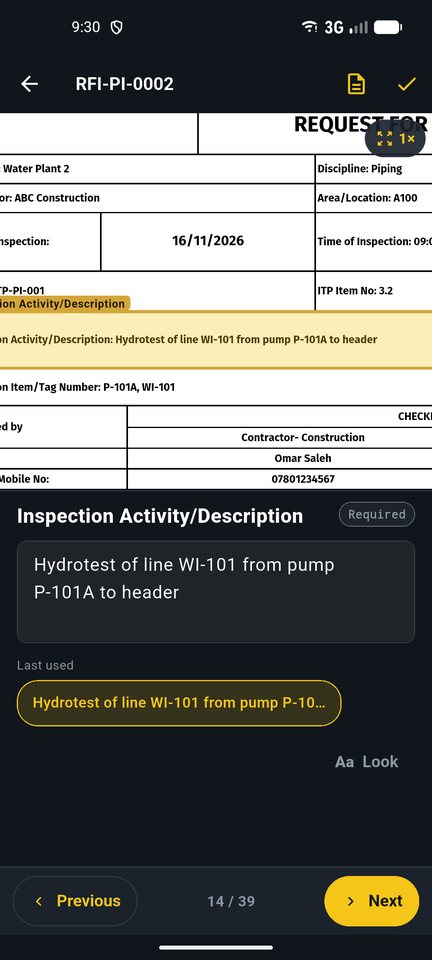 9:30
3G
RFI-PI-0002
REQUEST FOR
1×
: Water Plant 2
Discipline: Piping
or: ABC Construction
Area/Location: A100
nspection:
16/11/2026
Time of Inspection: 09:0
TP-PI-001
ITP Item No: 3.2
ion Activity/Description
on Activity/Description: Hydrotest of line WI-101 from pump P-101A to header
on Item/Tag Number: P-101A, WI-101
ed by
CHECKI
Contractor- Construction
Omar Saleh
Mobile No:
07801234567
Inspection Activity/Description
Required
Hydrotest of line WI-101 from pump
P-101A to header
Last used
Hydrotest of line WI-101 from pump P-10…
Aa Look
Previous
14 / 39
Next